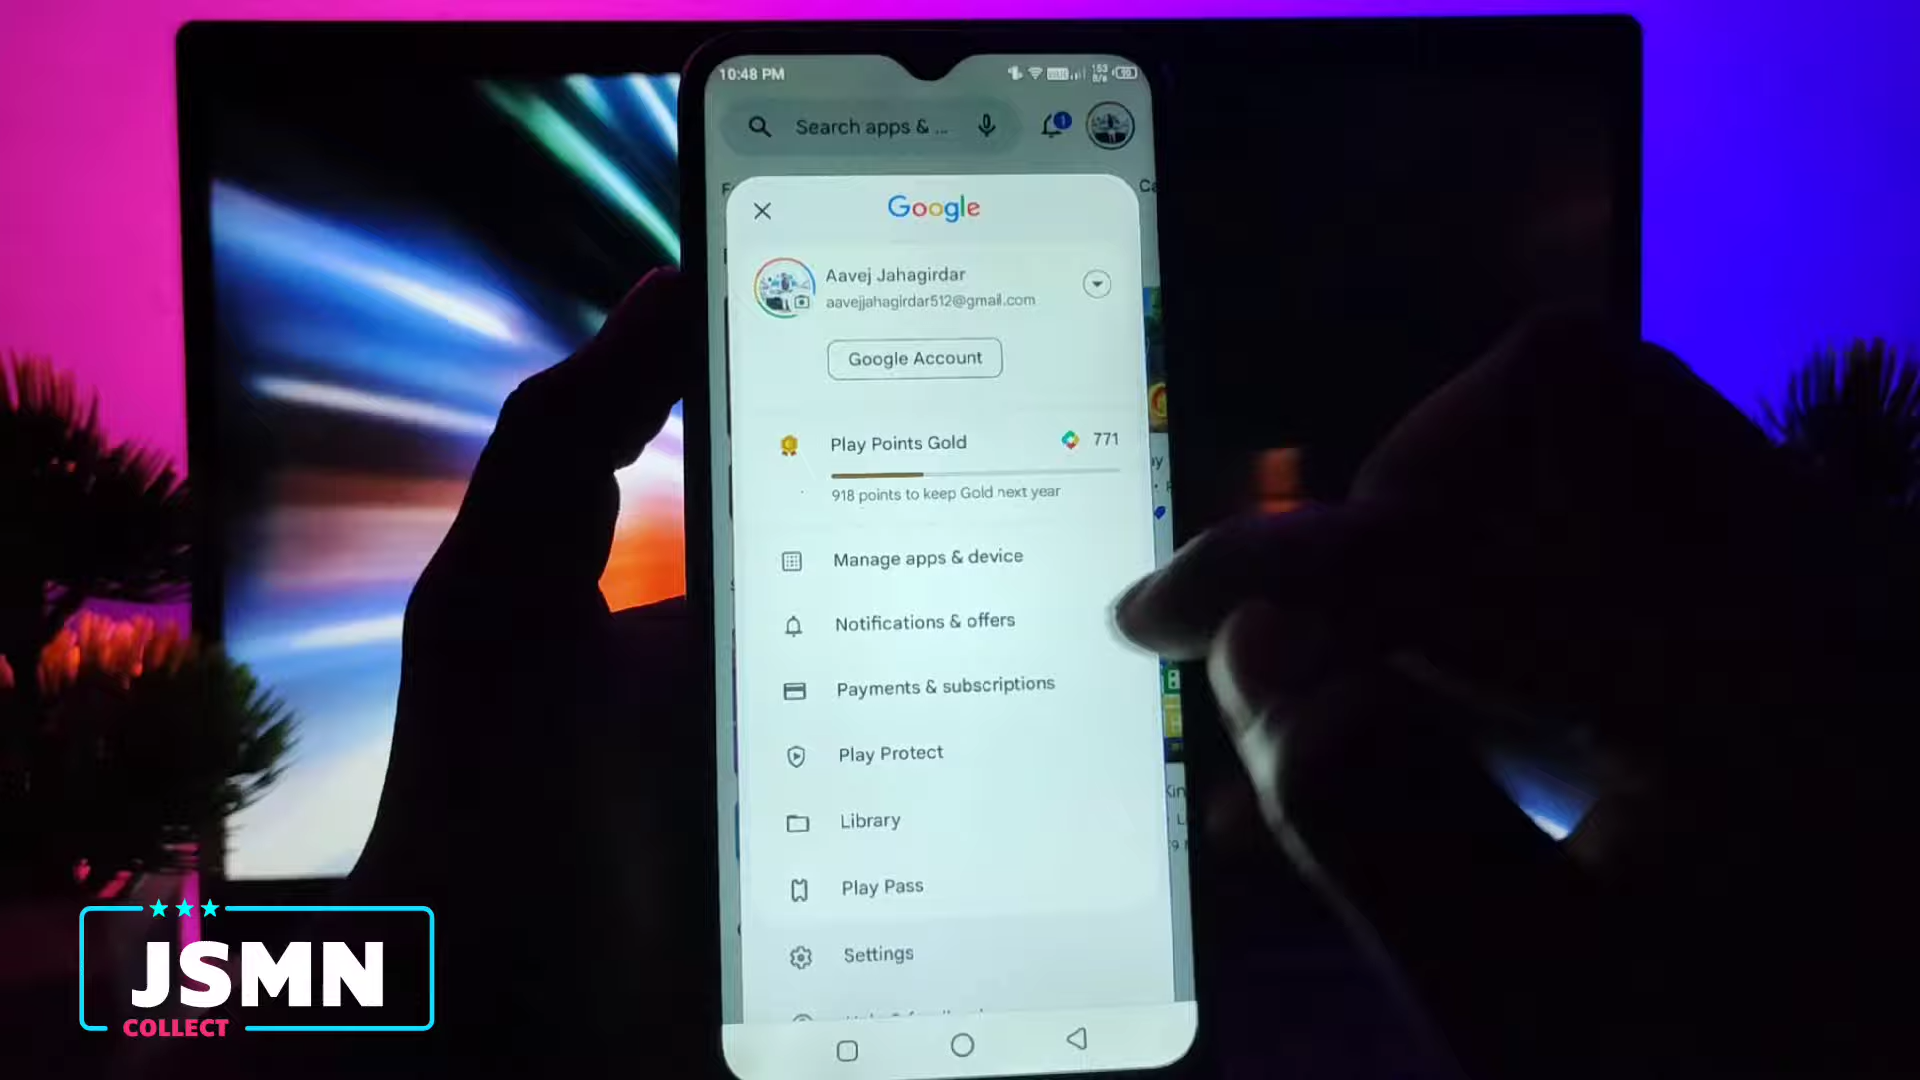 10:48 PM
153
B/s
Search apps & ...
1
Google
Aavej Jahagirdar
aavejjahagirdar512@gmail.com
Google Account
Play Points Gold
771
918 points to keep Gold next year
Manage apps & device
Notifications & offers
Payments & subscriptions
Play Protect
Library
Play Pass
Settings
JSMN
COLLECT